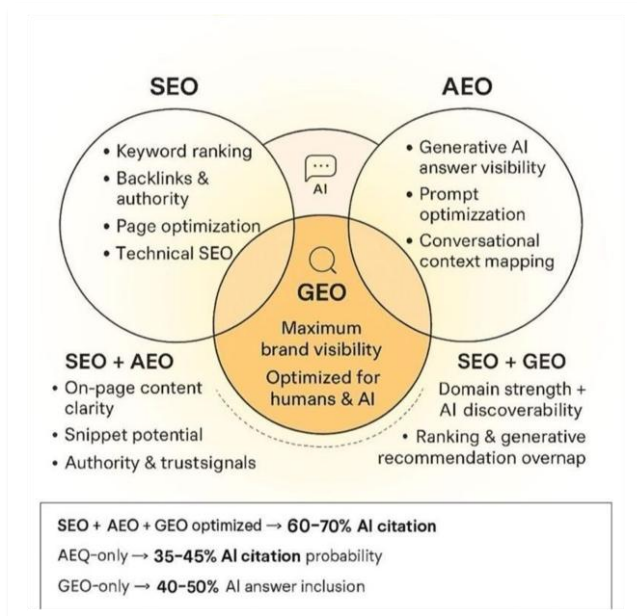 SEO
• Keyword ranking
• Backlinks &
authority
• Page optimization
• Technical SEO
AI
AEO
• Generative AI
answer visibility
• Prompt
optimizzation
• Conversational
context mapping
GEO
Maximum
brand visibility
Optimized for
humans & AI
SEO + AEO
• On-page content
clarity
• Snippet potential
• Authority & trustsignals
SEO + GEO
Domain strength +
AI discoverability
• Ranking & generative
recommendation overnap
SEO + AEO + GEO optimized → 60–70% AI citation
AEQ-only → 35–45% AI citation probability
GEO-only → 40–50% AI answer inclusion